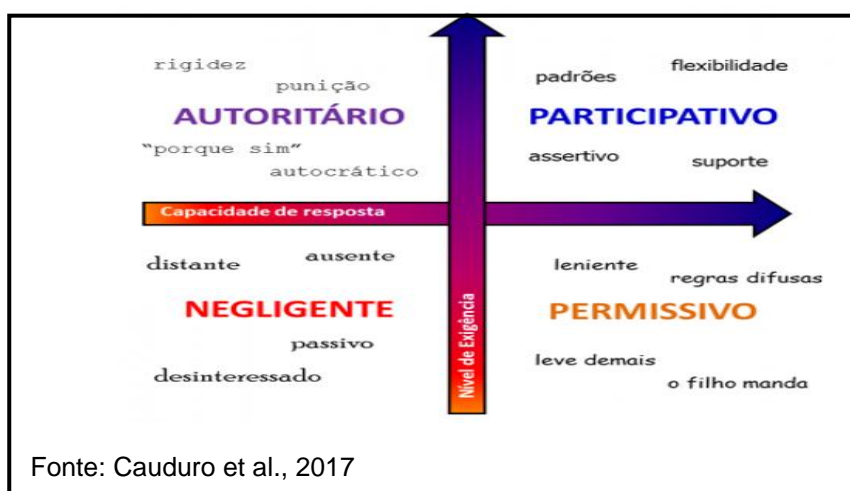 rigidez
punição
AUTORITÁRIO
"porque sim"
autocrático
padrões
flexibilidade
PARTICIPATIVO
assertivo
suporte
Capacidade de resposta
distante
ausente
NEGLIGENTE
passivo
desinteressado
Nível de Exigência
leniente
regras difusas
PERMISSIVO
leve demais
o filho manda
Fonte: Cauduro et al., 2017